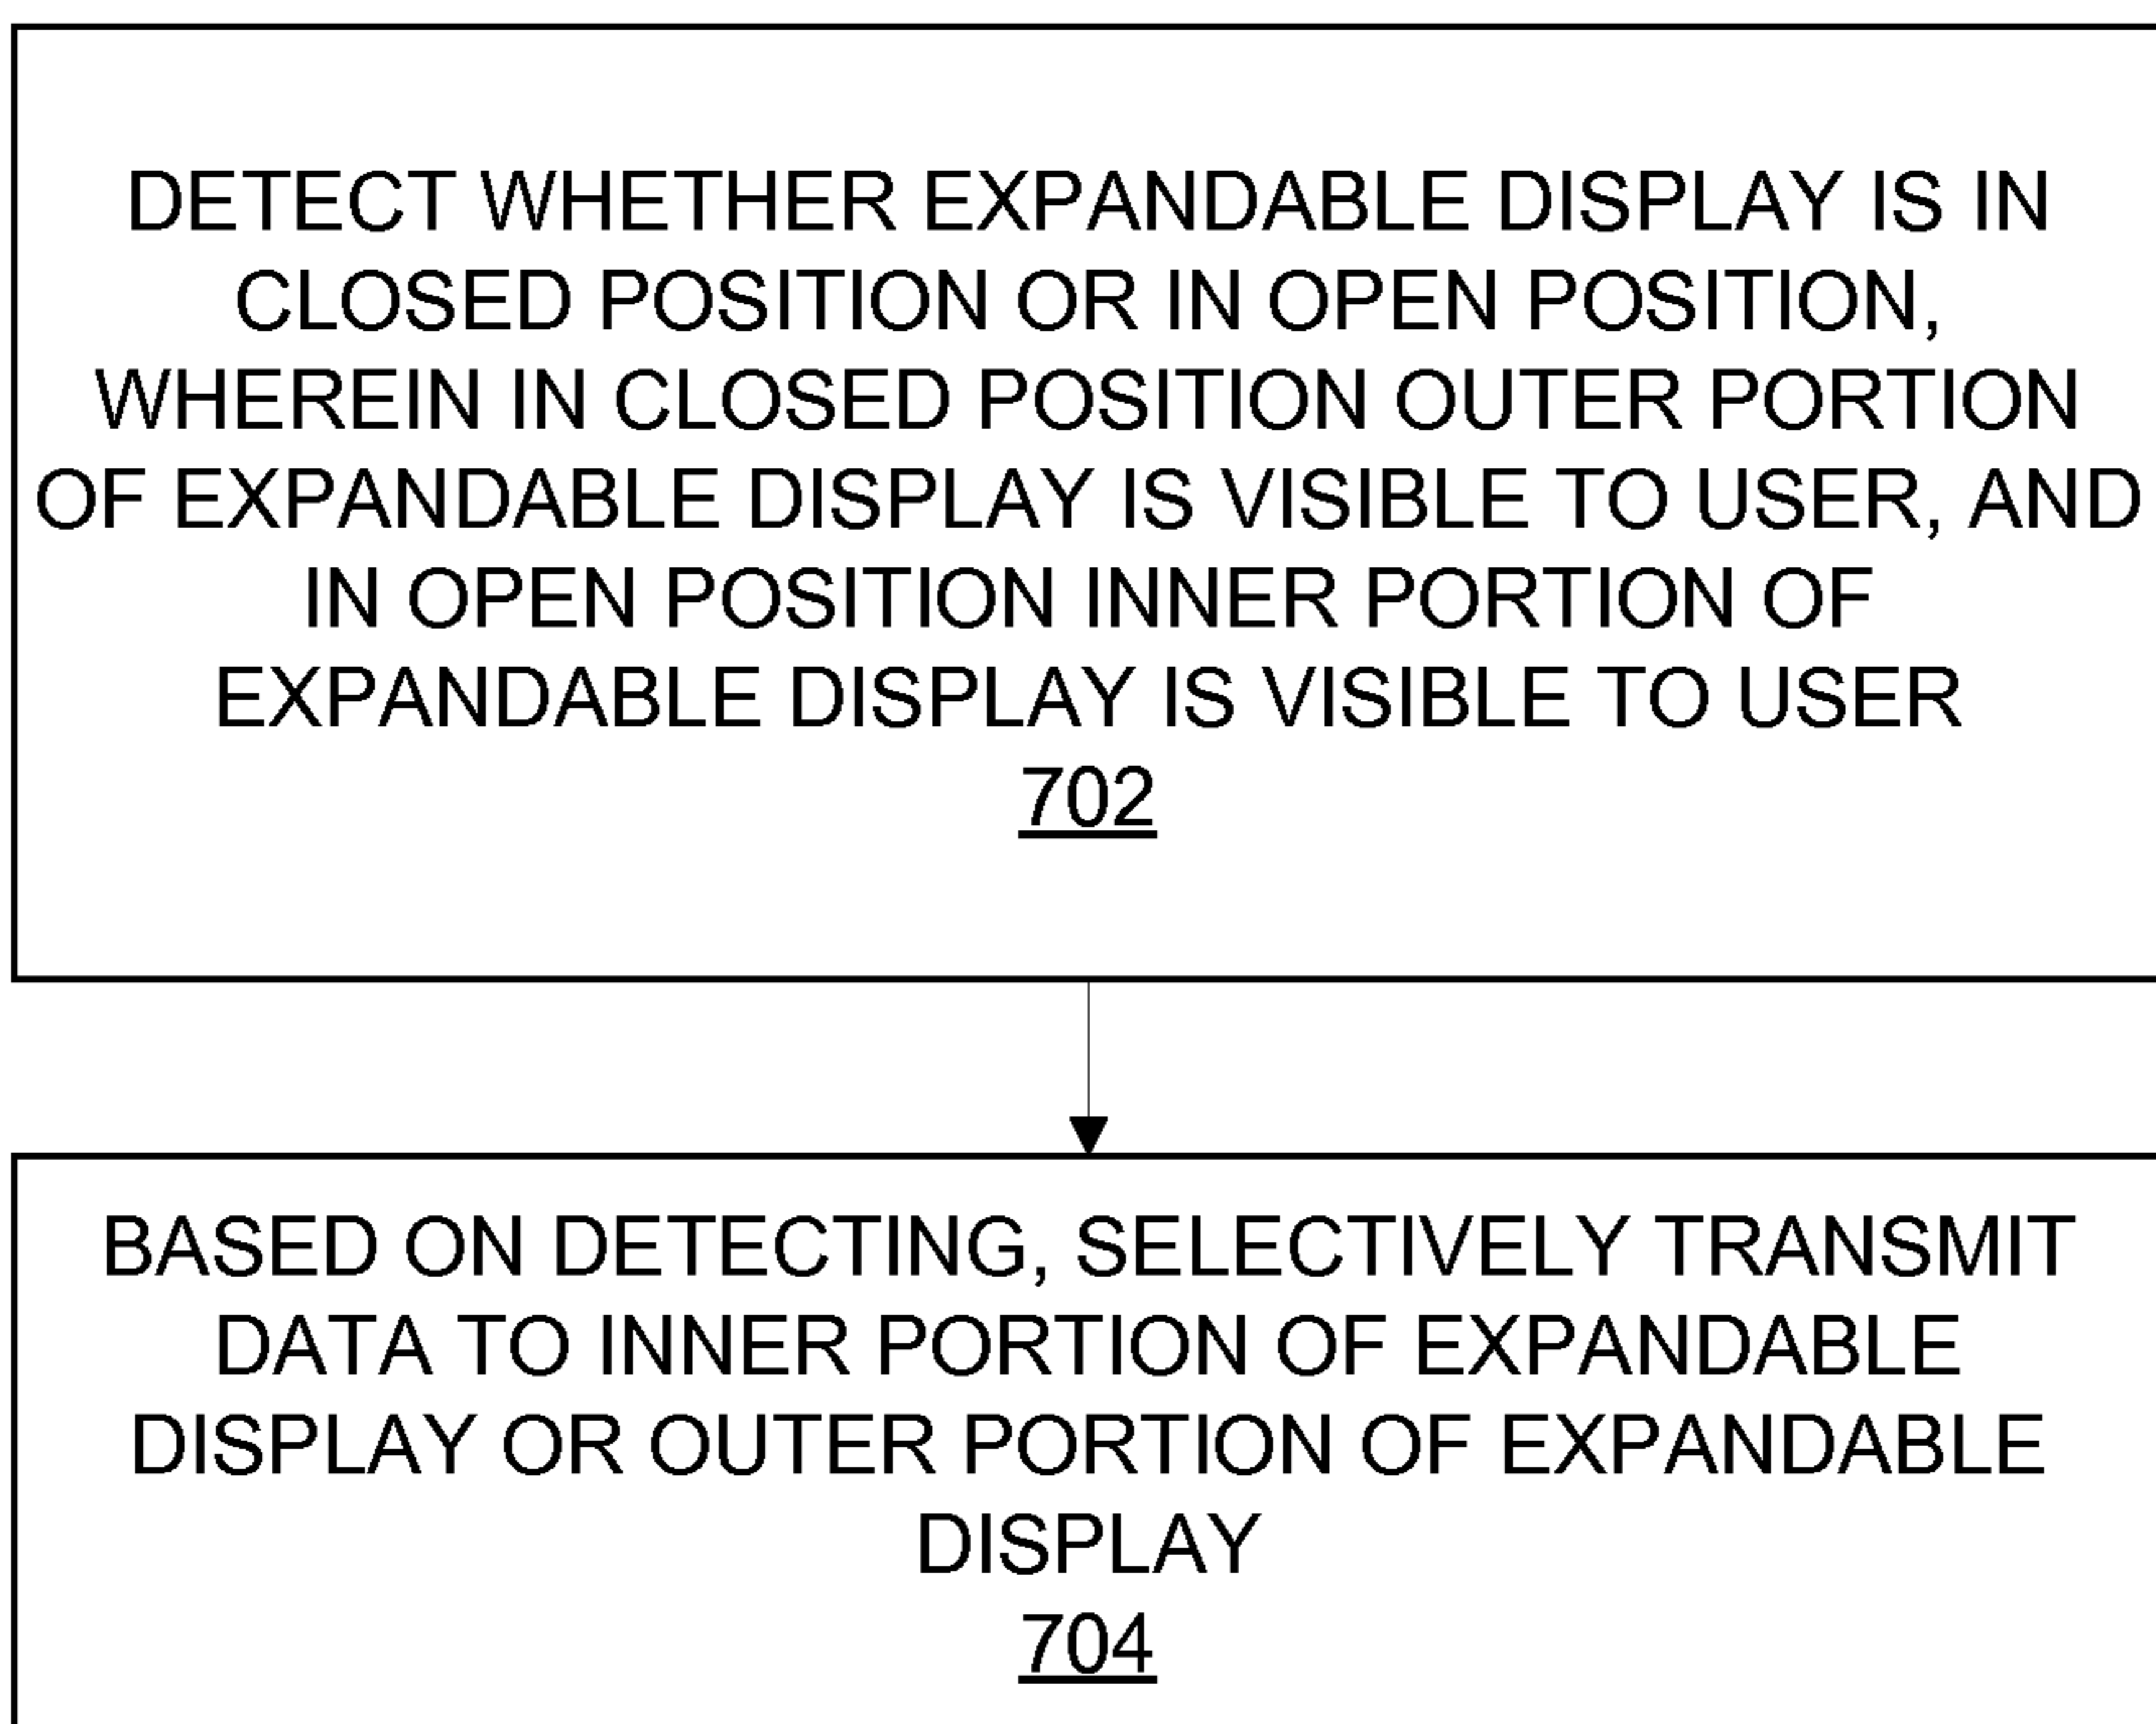 DETECT WHETHER EXPANDABLE DISPLAY IS IN
CLOSED POSITION OR IN OPEN POSITION,
WHEREIN IN CLOSED POSITION OUTER PORTION
OF EXPANDABLE DISPLAY IS VISIBLE TO USER, AND
IN OPEN POSITION INNER PORTION OF
EXPANDABLE DISPLAY IS VISIBLE TO USER
702
BASED ON DETECTING, SELECTIVELY TRANSMIT
DATA TO INNER PORTION OF EXPANDABLE
DISPLAY OR OUTER PORTION OF EXPANDABLE
DISPLAY
704